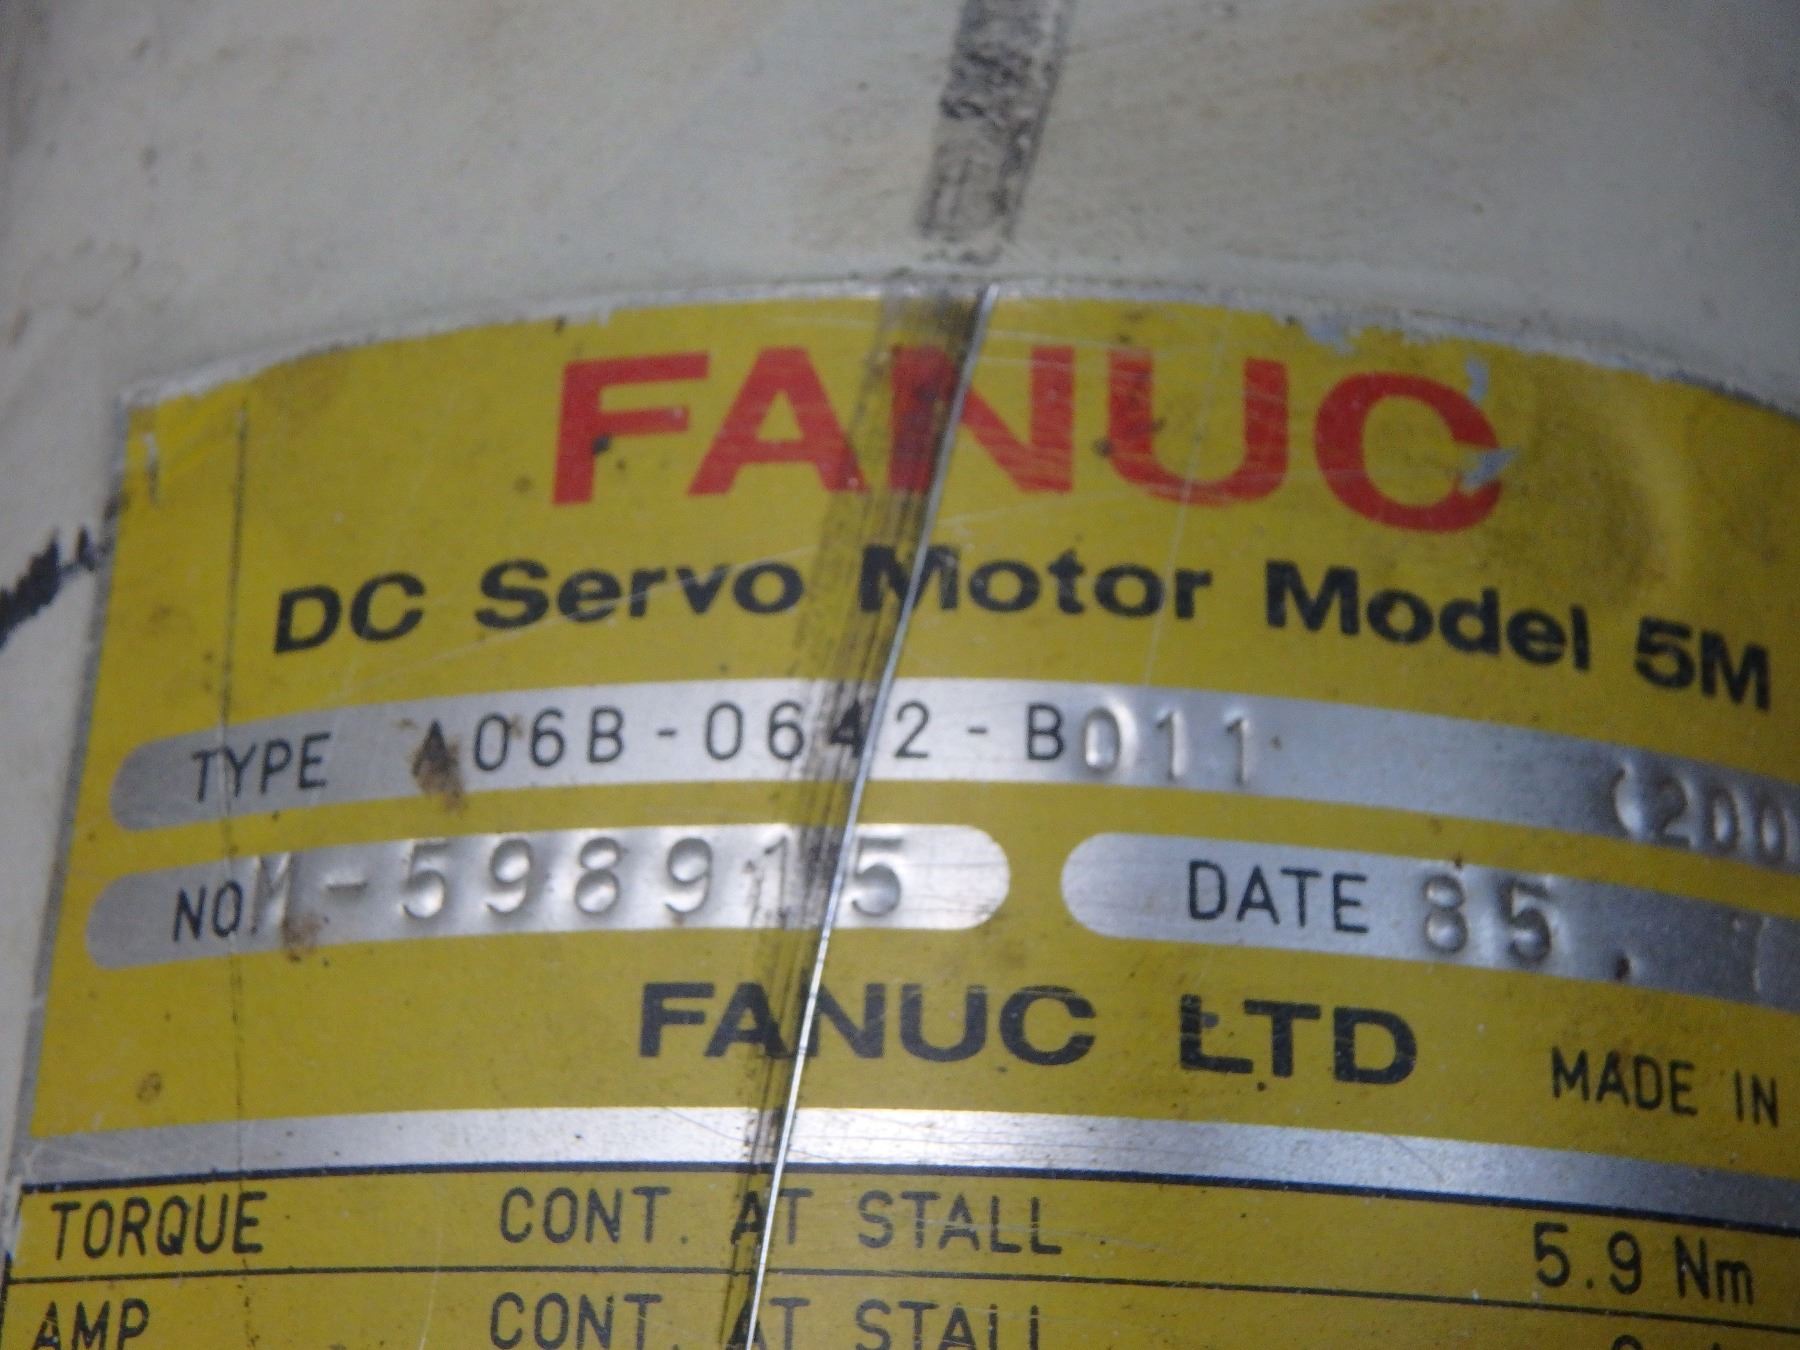 FANUC
DC Servo Motor Model 5M
TYPE A06B-0642-B011
NO M-598915 DATE 85.
FANUC LTD MADE IN
TORQUE CONT. AT STALL 5.9 Nm
AMP CONT. AT STALL